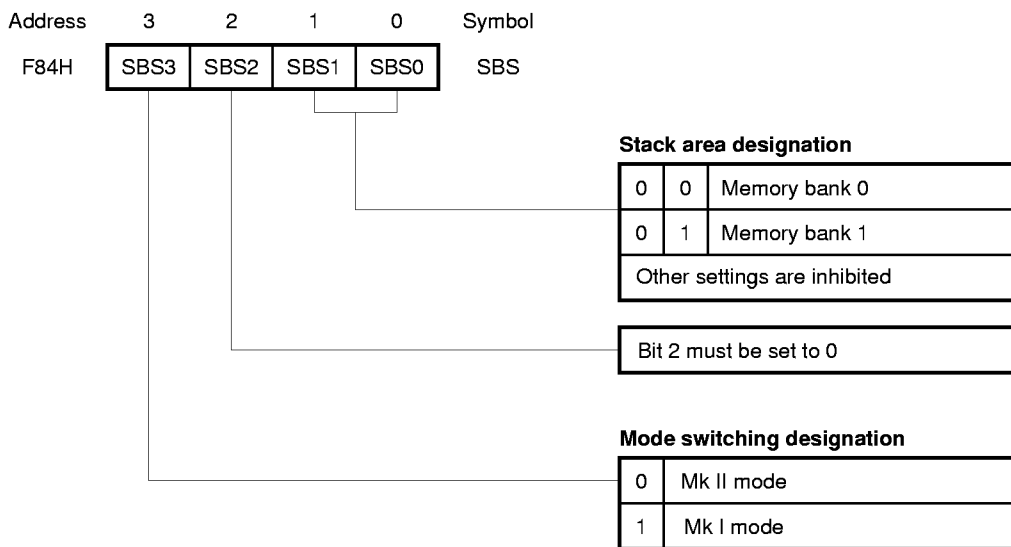 Address 3 2 1 0 Symbol
F84H SBS3 SBS2 SBS1 SBS0 SBS
Stack area designation
0 0 Memory bank 0
0 1 Memory bank 1
Other settings are inhibited
Bit 2 must be set to 0
Mode switching designation
0 Mk II mode
1 Mk I mode